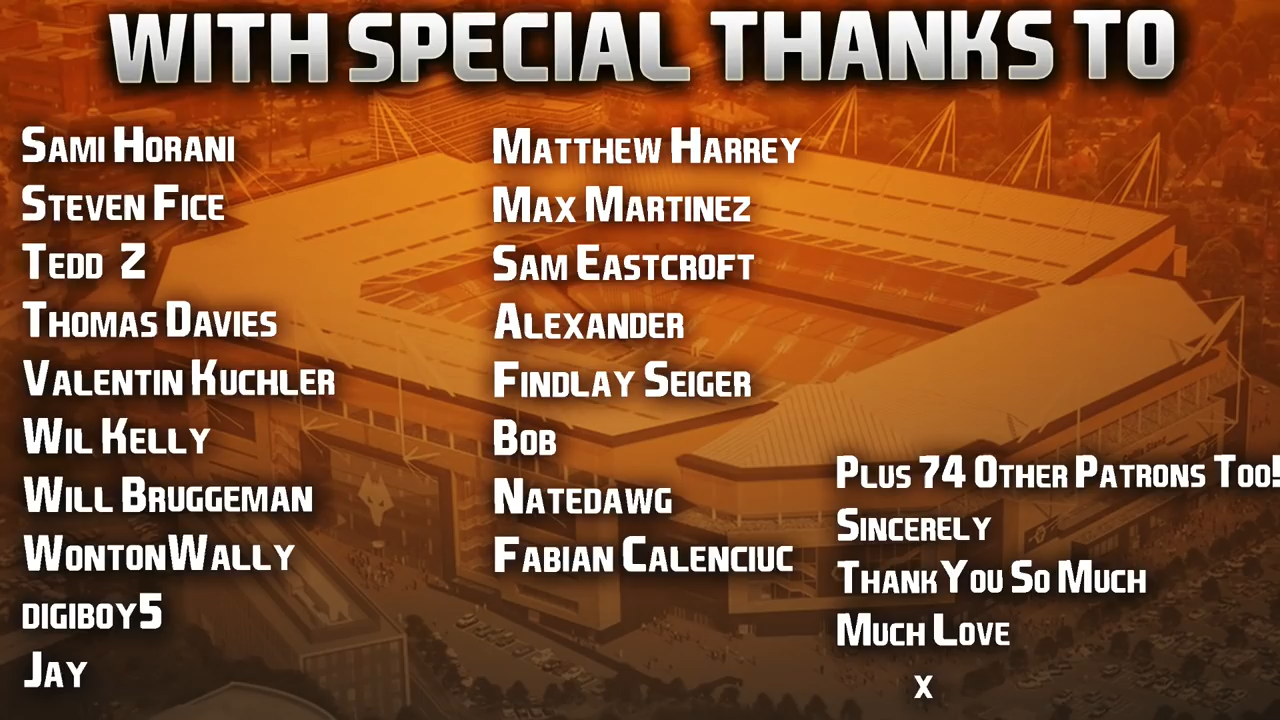 WITH SPECIAL THANKS TO
SAMI HORANI
STEVEN FICE
TEDD Z
THOMAS DAVIES
VALENTIN KUCHLER
WIL KELLY
WILL BRUGGEMAN
WONTONWALLY
DIGIBOY5
JAY
MATTHEW HARREY
MAX MARTINEZ
SAM EASTCROFT
ALEXANDER
FINDLAY SEIGER
BOB
NATEDAWG
FABIAN CALENCIUC
PLUS 74 OTHER PATRONS TOO!
SINCERELY
THANK YOU SO MUCH
MUCH LOVE
X